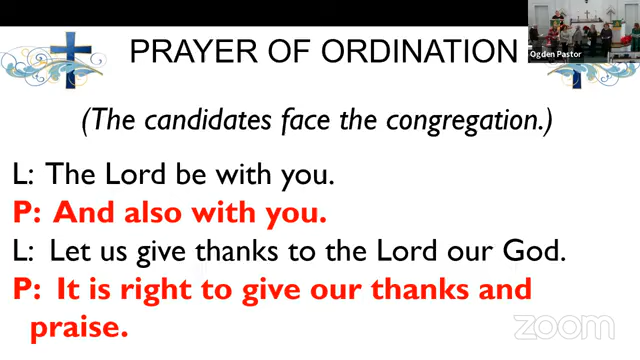 PRAYER OF ORDINATION
Ogden Pastor
(The candidates face the congregation.)
L: The Lord be with you.
P: And also with you.
L: Let us give thanks to the Lord our God.
P: It is right to give our thanks and
praise.
zoom